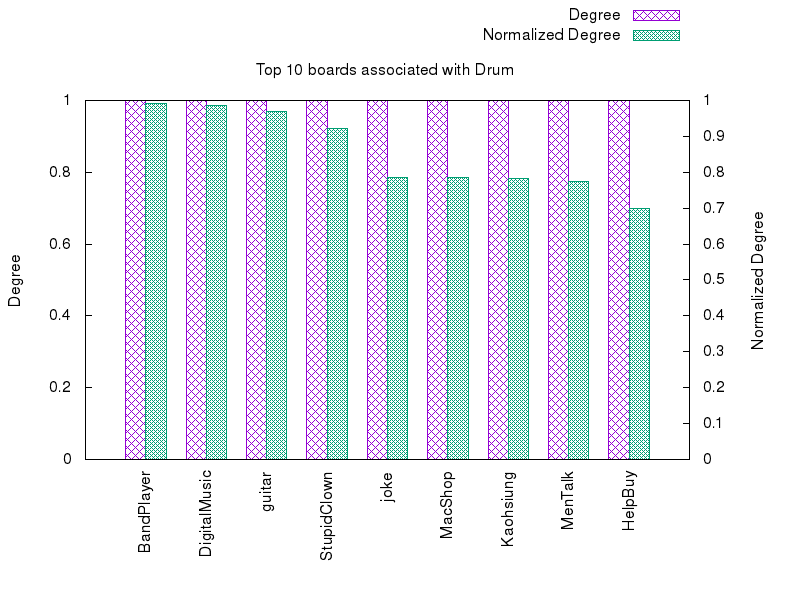 Degree
Normalized Degree
Top 10 boards associated with Drum
1
0.8
0.6
0.4
0.2
0
Degree
1
0.9
0.8
0.7
0.6
0.5
0.4
0.3
0.2
0.1
0
Normalized Degree
BandPlayer
DigitalMusic
guitar
StupidClown
joke
MacShop
Kaohsiung
MenTalk
HelpBuy